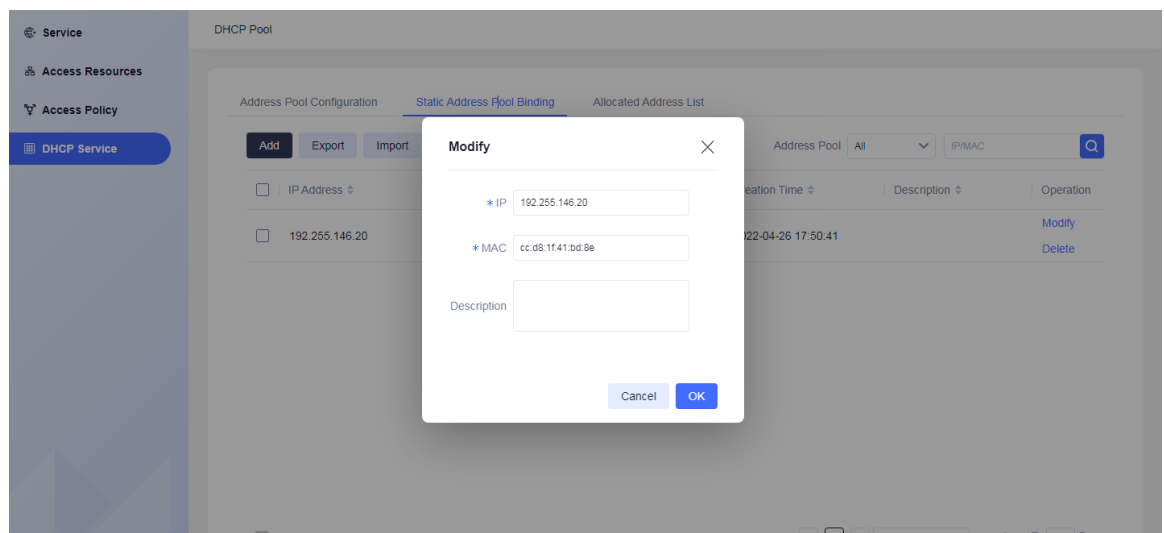 Service
DHCP Pool
Access Resources
Access Policy
DHCP Service
Address Pool Configuration Static Address Pool Binding Allocated Address List
Add Export Import Address Pool All IP/MAC
IP Address eation Time Description Operation
192.255.146.20 022-04-26 17:50:41 Modify
Delete
Modify
* IP 192.255.146.20
* MAC cc:d8:1f:41:bd:8e
Description
Cancel OK